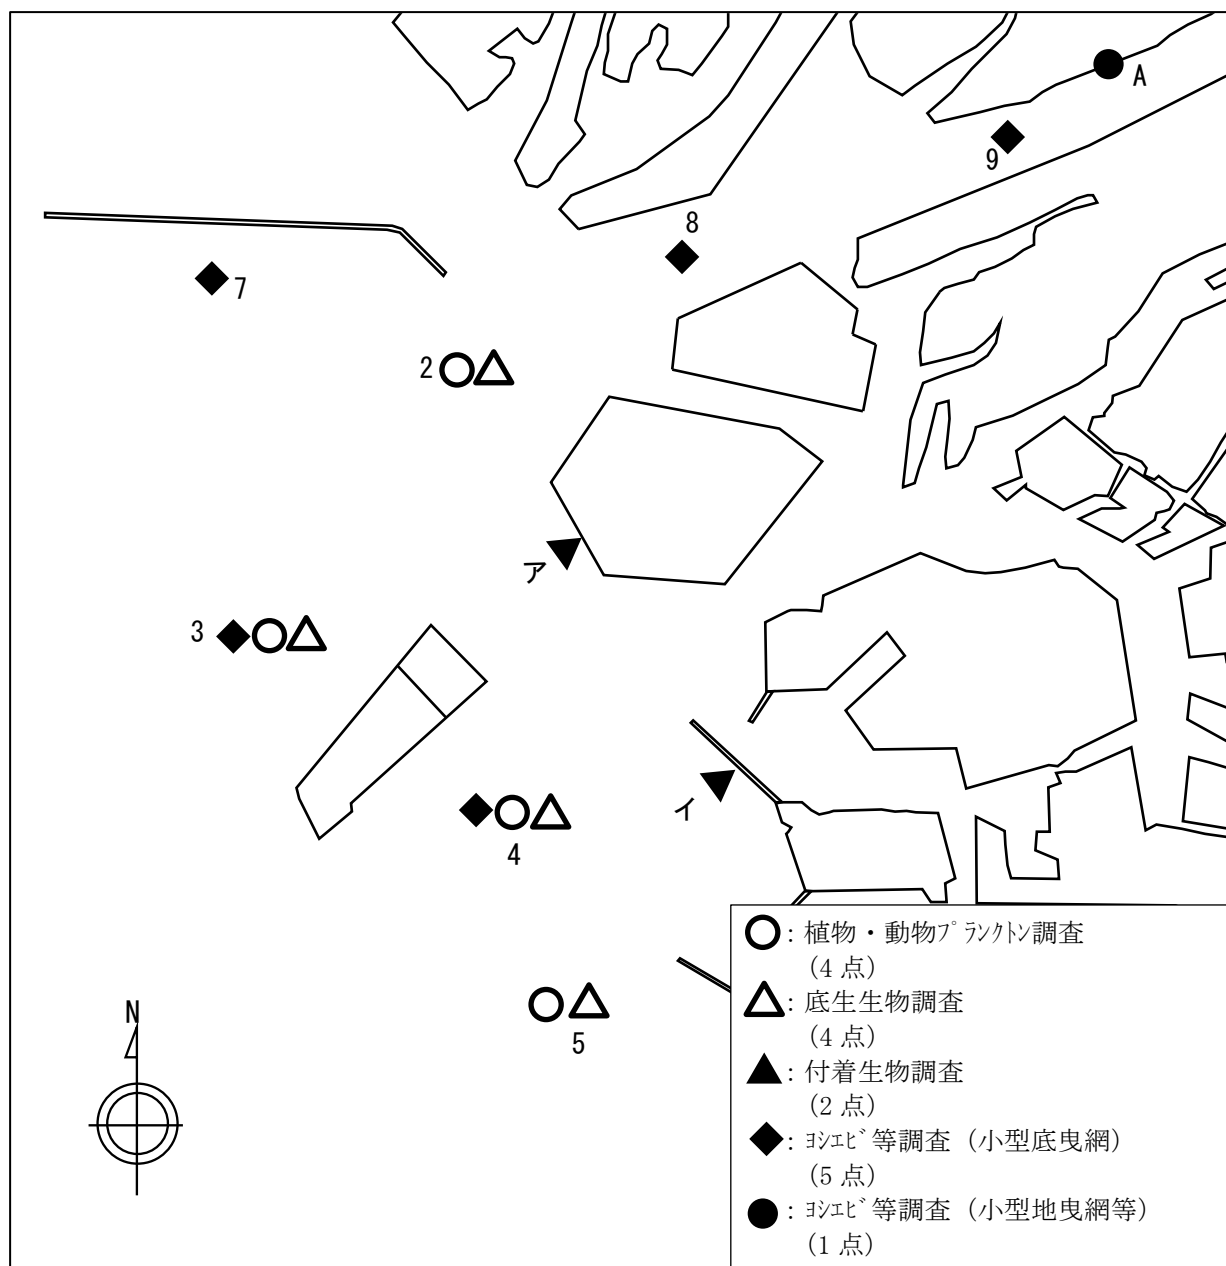 A
9
8
7
2
ア
3
イ
4
5
N
○: 植物・動物ﾌﾟﾗﾝｸﾄﾝ調査
(4 点)
△: 底生生物調査
(4 点)
▲: 付着生物調査
(2 点)
◆: ﾖｼｴﾋﾞ等調査 (小型底曳網)
(5 点)
●: ﾖｼｴﾋﾞ等調査 (小型地曳網等)
(1 点)